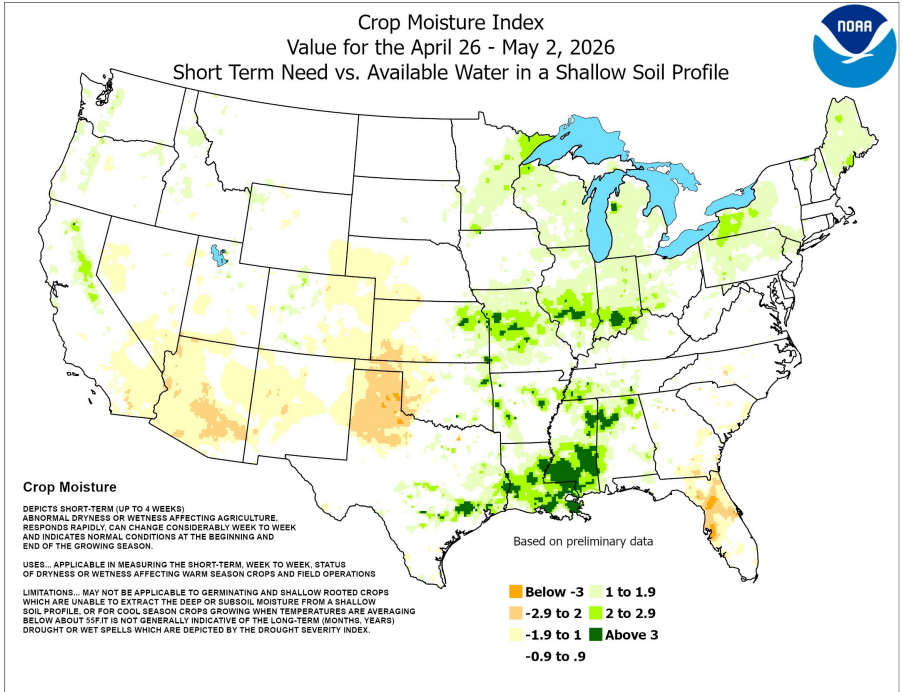 Crop Moisture Index
Value for the April 26 - May 2, 2026
Short Term Need vs. Available Water in a Shallow Soil Profile
NOAA
Crop Moisture
DEPICTS SHORT-TERM (UP TO 4 WEEKS)
ABNORMAL DRYNESS OR WETNESS AFFECTING AGRICULTURE,
RESPONDS RAPIDLY, CAN CHANGE CONSIDERABLY WEEK TO WEEK
AND INDICATES NORMAL CONDITIONS AT THE BEGINNING AND
END OF THE GROWING SEASON.
USES... APPLICABLE IN MEASURING THE SHORT-TERM, WEEK TO WEEK, STATUS
OF DRYNESS OR WETNESS AFFECTING WARM SEASON CROPS AND FIELD OPERATIONS
LIMITATIONS... MAY NOT BE APPLICABLE TO GERMINATING AND SHALLOW ROOTED CROPS
WHICH ARE UNABLE TO EXTRACT THE DEEP OR SUBSOIL MOISTURE FROM A SHALLOW
SOIL PROFILE, OR FOR COOL SEASON CROPS GROWING WHEN TEMPERATURES ARE AVERAGING
BELOW ABOUT 55F.IT IS NOT GENERALLY INDICATIVE OF THE LONG-TERM (MONTHS, YEARS)
DROUGHT OR WET SPELLS WHICH ARE DEPICTED BY THE DROUGHT SEVERITY INDEX.
Based on preliminary data
Below -3
-2.9 to 2
-1.9 to 1
-0.9 to .9
1 to 1.9
2 to 2.9
Above 3